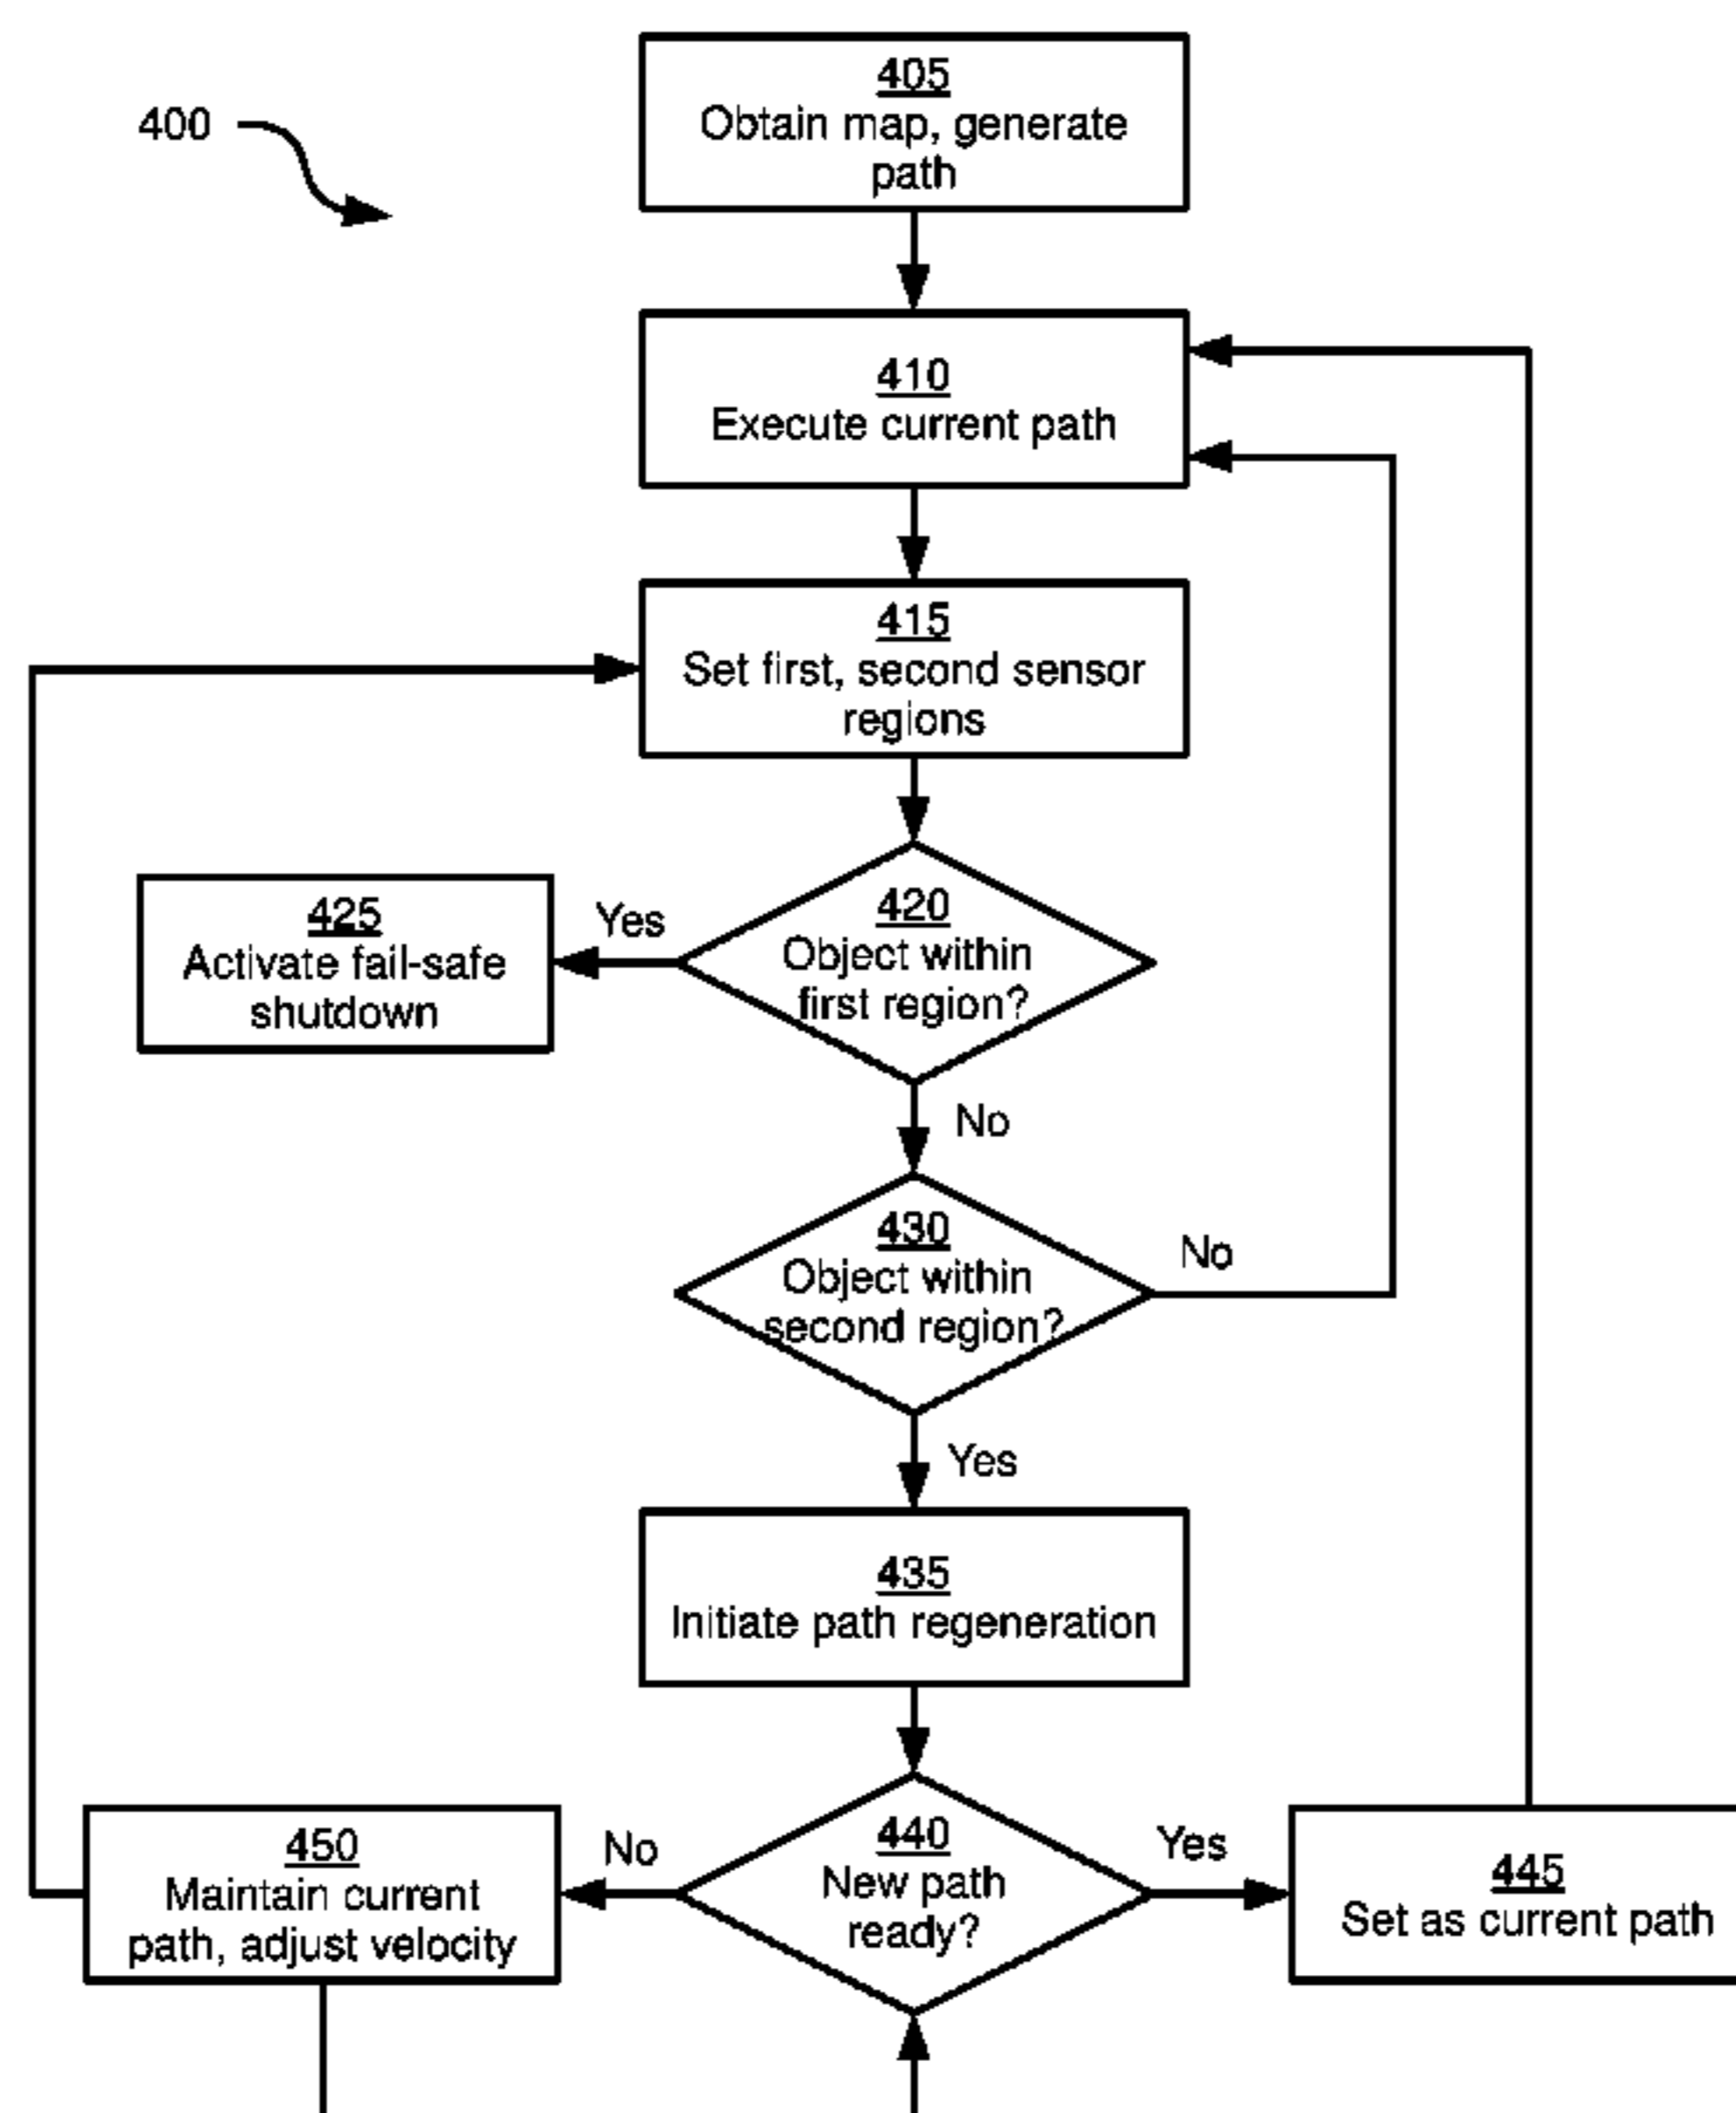 400
405
Obtain map, generate
path
410
Execute current path
415
Set first, second sensor
regions
420
Object within
first region?
Yes
425
Activate fail-safe
shutdown
No
430
Object within
second region?
No
Yes
435
Initiate path regeneration
440
New path
ready?
No
450
Maintain current
path, adjust velocity
Yes
445
Set as current path